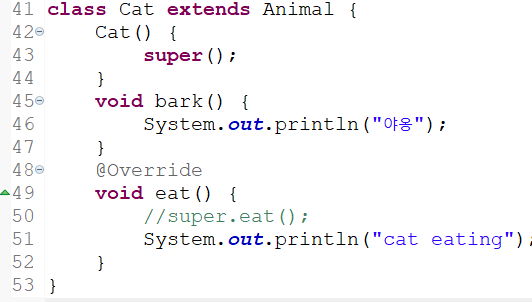 41 class Cat extends Animal {
42 Cat() {
43 super();
44 }
45 void bark() {
46 System.out.println("야옹");
47 }
48 @Override
49 void eat() {
50 //super.eat();
51 System.out.println("cat eating");
52 }
53 }